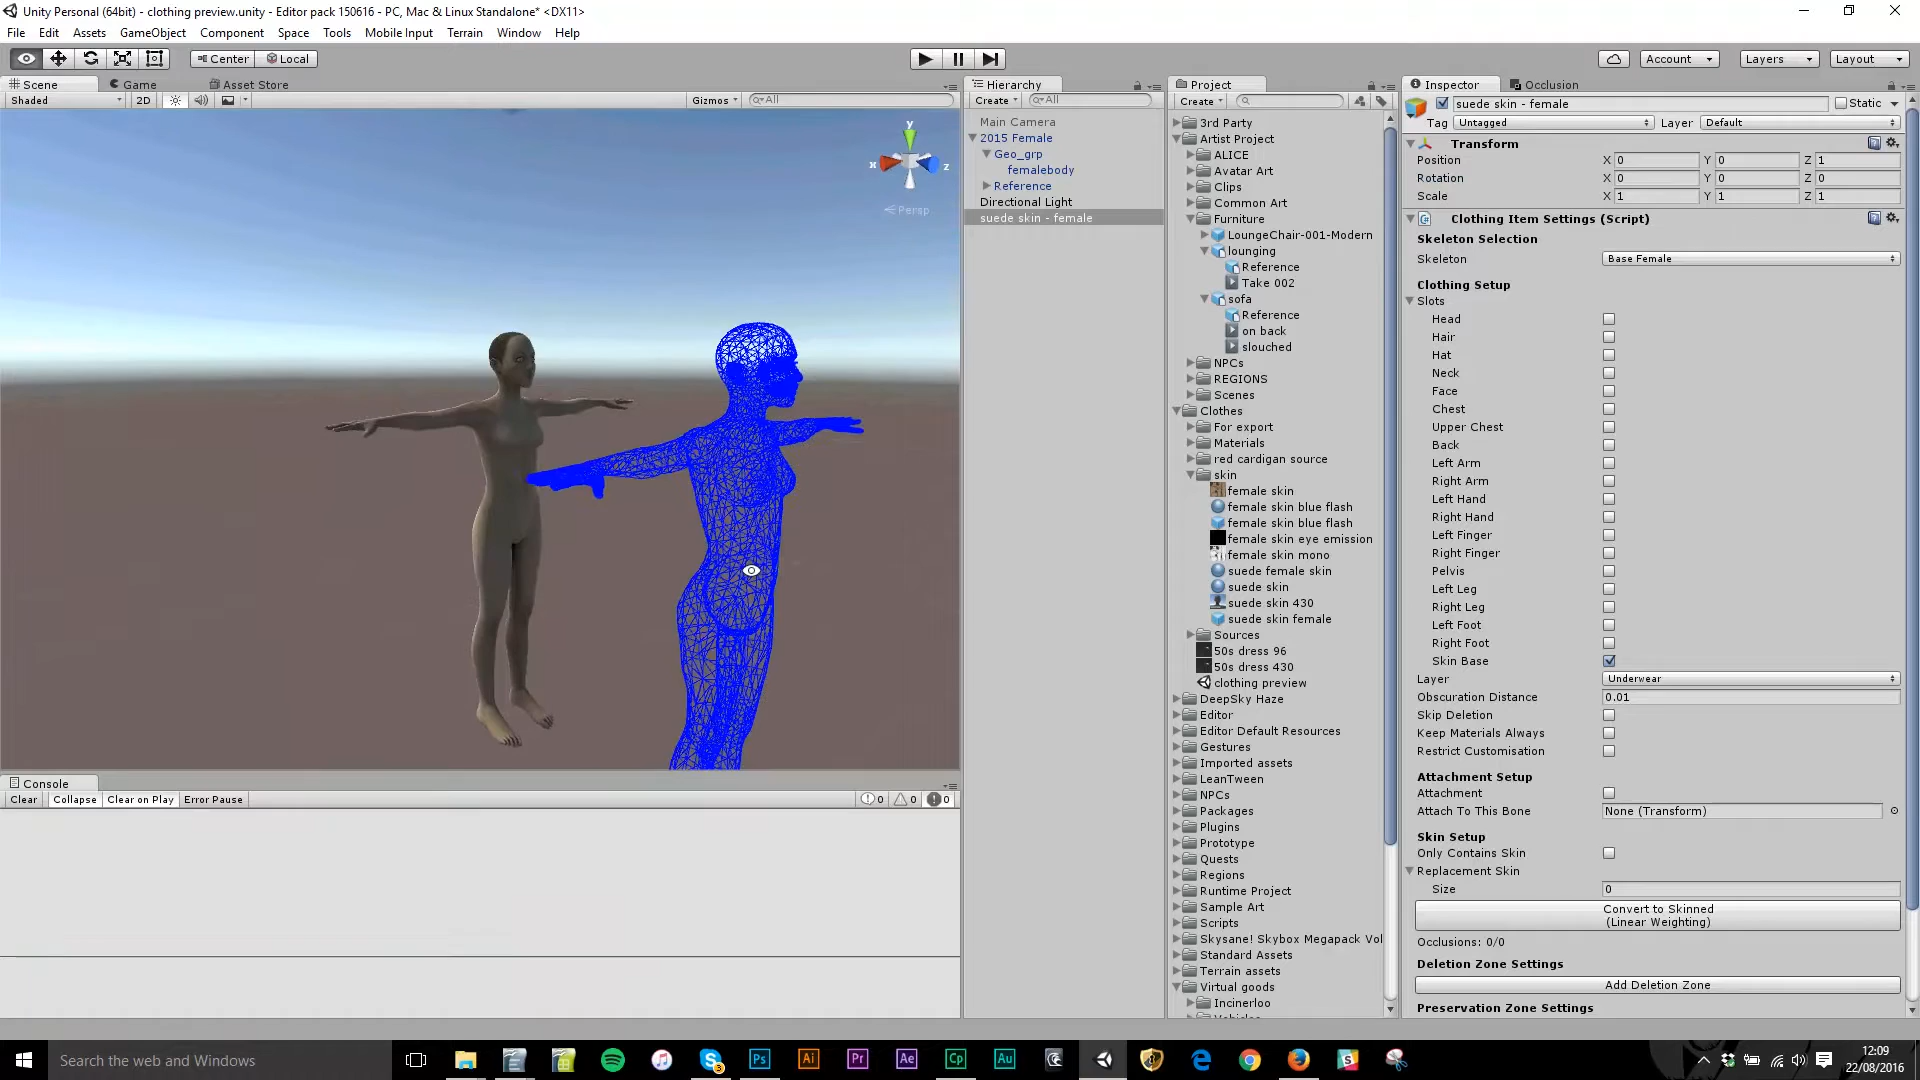 Unity Personal (64bit) - clothing preview.unity - Editor pack 150616 - PC, Mac & Linux Standalone* <DX11>
File Edit Assets GameObject Component Space Tools Mobile Input Terrain Window Help
Center Local
Account Layers Layout
Scene Game Asset Store
Shaded 2D Gizmos All
y
x
z
Persp
Console
Clear Collapse Clear on Play Error Pause 0 0 0
Hierarchy
Create All
Main Camera
2015 Female
Geo_grp
femalebody
Reference
Directional Light
suede skin - female
Project
Create
3rd Party
Artist Project
ALICE
Avatar Art
Clips
Common Art
Furniture
LoungeChair-001-Modern
lounging
Reference
Take 002
sofa
Reference
on back
slouched
NPCs
REGIONS
Scenes
Clothes
For export
Materials
red cardigan source
skin
female skin
female skin blue flash
female skin blue flash
female skin eye emission
female skin mono
suede female skin
suede skin
suede skin 430
suede skin female
Sources
50s dress 96
50s dress 430
clothing preview
DeepSky Haze
Editor
Editor Default Resources
Gestures
Imported assets
LeanTween
NPCs
Packages
Plugins
Prototype
Quests
Regions
Runtime Project
Sample Art
Scripts
Skysane! Skybox Megapack Vol
Standard Assets
Terrain assets
Virtual goods
Incinerloo
Inspector Occlusion
suede skin - female Static
Tag Untagged Layer Default
Transform
Position X 0 Y 0 Z 1
Rotation X 0 Y 0 Z 0
Scale X 1 Y 1 Z 1
Clothing Item Settings (Script)
Skeleton Selection
Skeleton Base Female
Clothing Setup
Slots
Head
Hair
Hat
Neck
Face
Chest
Upper Chest
Back
Left Arm
Right Arm
Left Hand
Right Hand
Left Finger
Right Finger
Pelvis
Left Leg
Right Leg
Left Foot
Right Foot
Skin Base
Layer Underwear
Obscuration Distance 0.01
Skip Deletion
Keep Materials Always
Restrict Customisation
Attachment Setup
Attachment
Attach To This Bone None (Transform)
Skin Setup
Only Contains Skin
Replacement Skin
Size 0
Convert to Skinned
(Linear Weighting)
Occlusions: 0/0
Deletion Zone Settings
Add Deletion Zone
Preservation Zone Settings
Search the web and Windows
3
Ps Ai Pr Ae Cp Au
12:09
22/08/2016